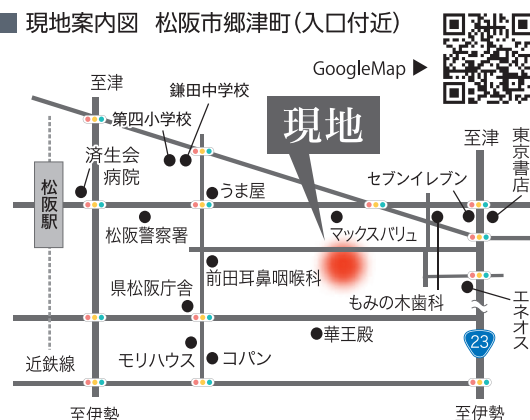 現地案内図 松阪市郷津町(入口付近)
GoogleMap ▶
至津
鎌田中学校
第四小学校
現地
至津
東京書店
済生会
病院
セブンイレブン
うま屋
松阪駅
松阪警察署
マックスバリュ
前田耳鼻咽喉科
県松阪庁舎
もみの木歯科
エネオス
華王殿
23
近鉄線
モリハウス
コパン
至伊勢
至伊勢